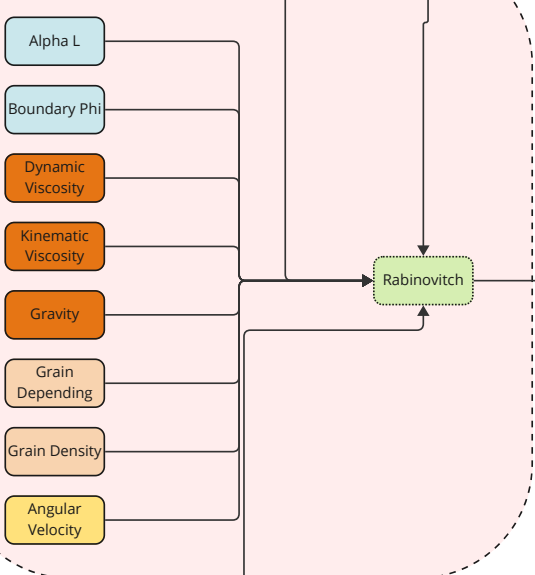 Alpha L
Boundary Phi
Dynamic
Viscosity
Kinematic
Viscosity
Rabinovitch
Gravity
Grain
Depending
Grain Density
Angular
Velocity